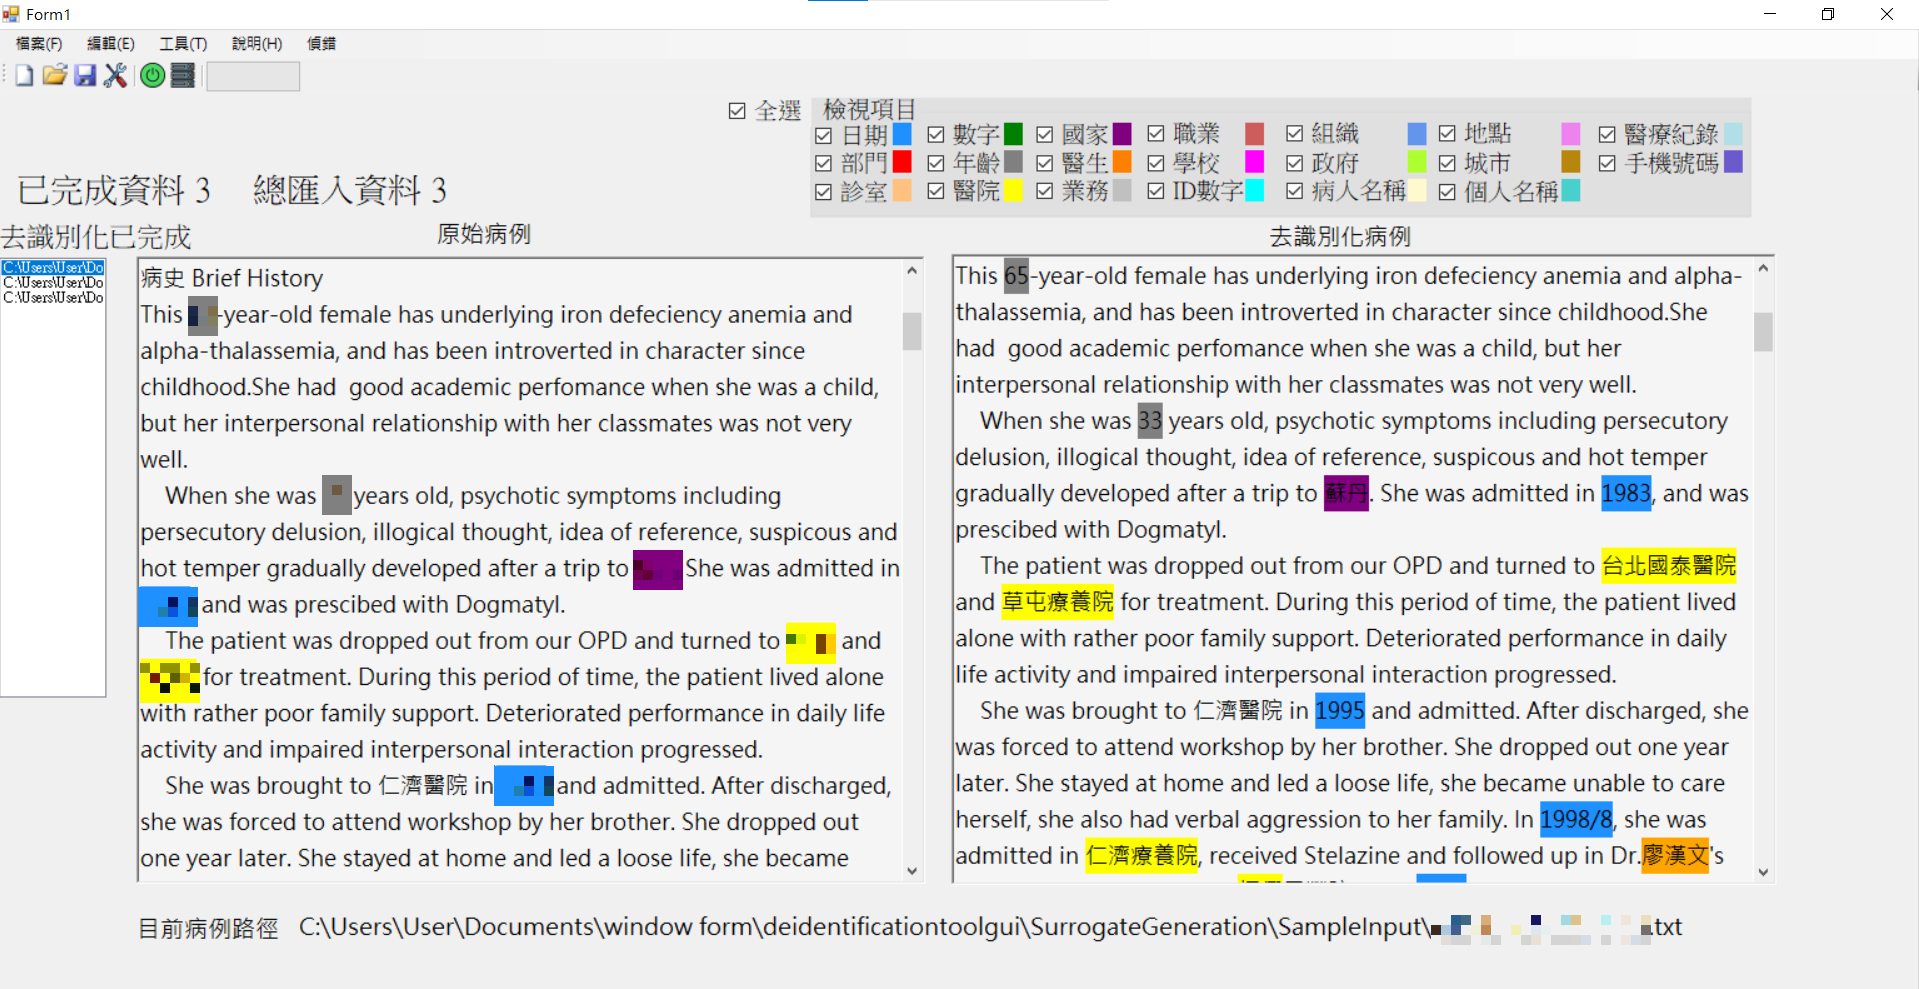 Form1
檔案(F) 編輯(E) 工具(T) 說明(H) 偵錯
全選 檢視項目
日期 數字 國家 職業 組織 地點 醫療紀錄
部門 年齡 醫生 學校 政府 城市 手機號碼
診室 醫院 業務 ID數字 病人名稱 個人名稱
已完成資料 3 總匯入資料 3
去識別化已完成
C:\Users\User\Do
C:\Users\User\Do
C:\Users\User\Do
原始病例
病史 Brief History
This -year-old female has underlying iron defeciency anemia and
alpha-thalassemia, and has been introverted in character since
childhood.She had  good academic perfomance when she was a child,
but her interpersonal relationship with her classmates was not very
well.
When she was years old, psychotic symptoms including
persecutory delusion, illogical thought, idea of reference, suspicous and
hot temper gradually developed after a trip to She was admitted in
and was prescibed with Dogmatyl.
The patient was dropped out from our OPD and turned to and
for treatment. During this period of time, the patient lived alone
with rather poor family support. Deteriorated performance in daily life
activity and impaired interpersonal interaction progressed.
She was brought to 仁濟醫院 in and admitted. After discharged,
she was forced to attend workshop by her brother. She dropped out
one year later. She stayed at home and led a loose life, she became
去識別化病例
This 65-year-old female has underlying iron defeciency anemia and alpha-
thalassemia, and has been introverted in character since childhood.She
had  good academic perfomance when she was a child, but her
interpersonal relationship with her classmates was not very well.
When she was 33 years old, psychotic symptoms including persecutory
delusion, illogical thought, idea of reference, suspicous and hot temper
gradually developed after a trip to 蘇丹. She was admitted in 1983, and was
prescibed with Dogmatyl.
The patient was dropped out from our OPD and turned to 台北國泰醫院
and 草屯療養院 for treatment. During this period of time, the patient lived
alone with rather poor family support. Deteriorated performance in daily
life activity and impaired interpersonal interaction progressed.
She was brought to 仁濟醫院 in 1995 and admitted. After discharged, she
was forced to attend workshop by her brother. She dropped out one year
later. She stayed at home and led a loose life, she became unable to care
herself, she also had verbal aggression to her family. In 1998/8, she was
admitted in 仁濟療養院, received Stelazine and followed up in Dr.廖漢文's
目前病例路徑 C:\Users\User\Documents\window form\deidentificationtoolgui\SurrogateGeneration\SampleInput\ .txt